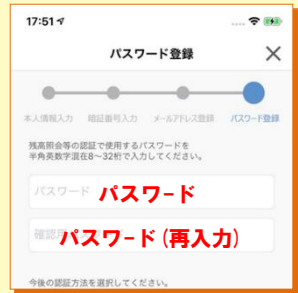 17:51
パスワード登録
本人情報入力 暗証番号入力 メールアドレス登録 パスワード登録
残高照会等の認証で使用するパスワードを
半角英数字混在8〜32桁で入力してください。
パスワード パスワード
パスワード(再入力)
今後の認証方法を選択してください。